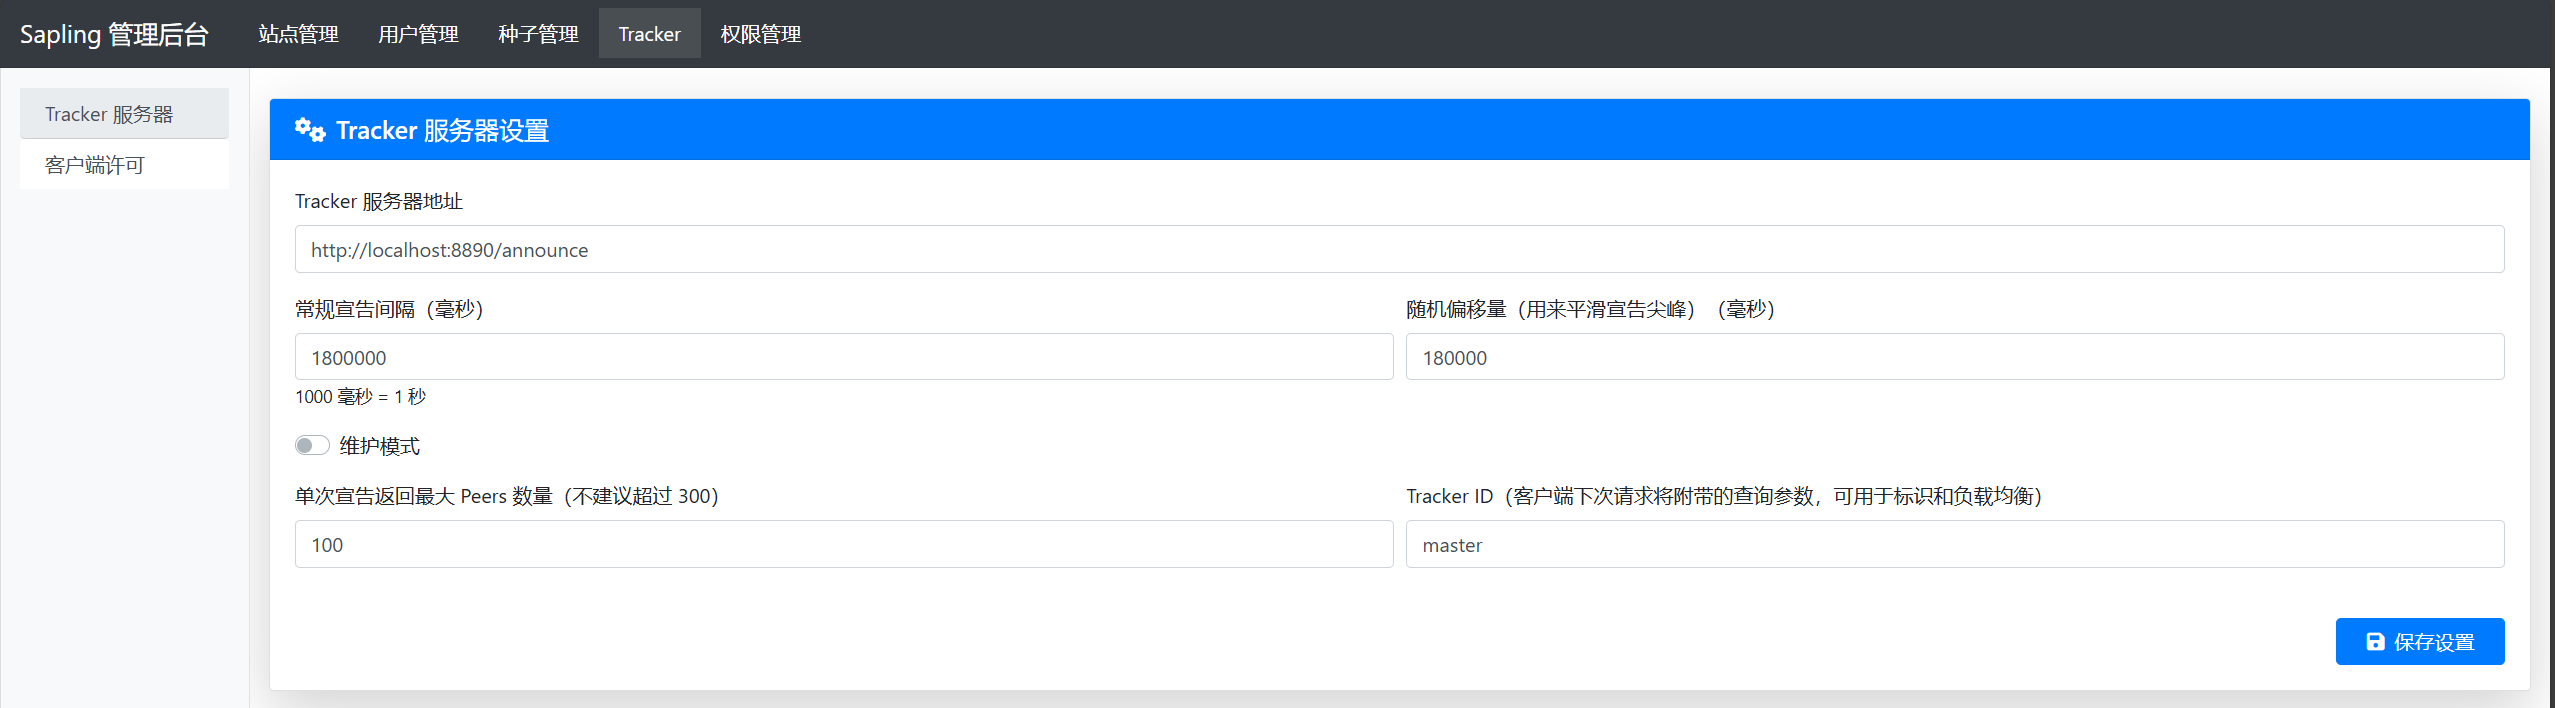 Sapling 管理后台 站点管理 用户管理 种子管理 Tracker 权限管理
Tracker 服务器
客户端许可
Tracker 服务器设置
Tracker 服务器地址
http://localhost:8890/announce
常规宣告间隔（毫秒） 随机偏移量（用来平滑宣告尖峰）（毫秒）
1800000 180000
1000 毫秒 = 1 秒
维护模式
单次宣告返回最大 Peers 数量（不建议超过 300） Tracker ID（客户端下次请求将附带的查询参数，可用于标识和负载均衡）
100 master
保存设置